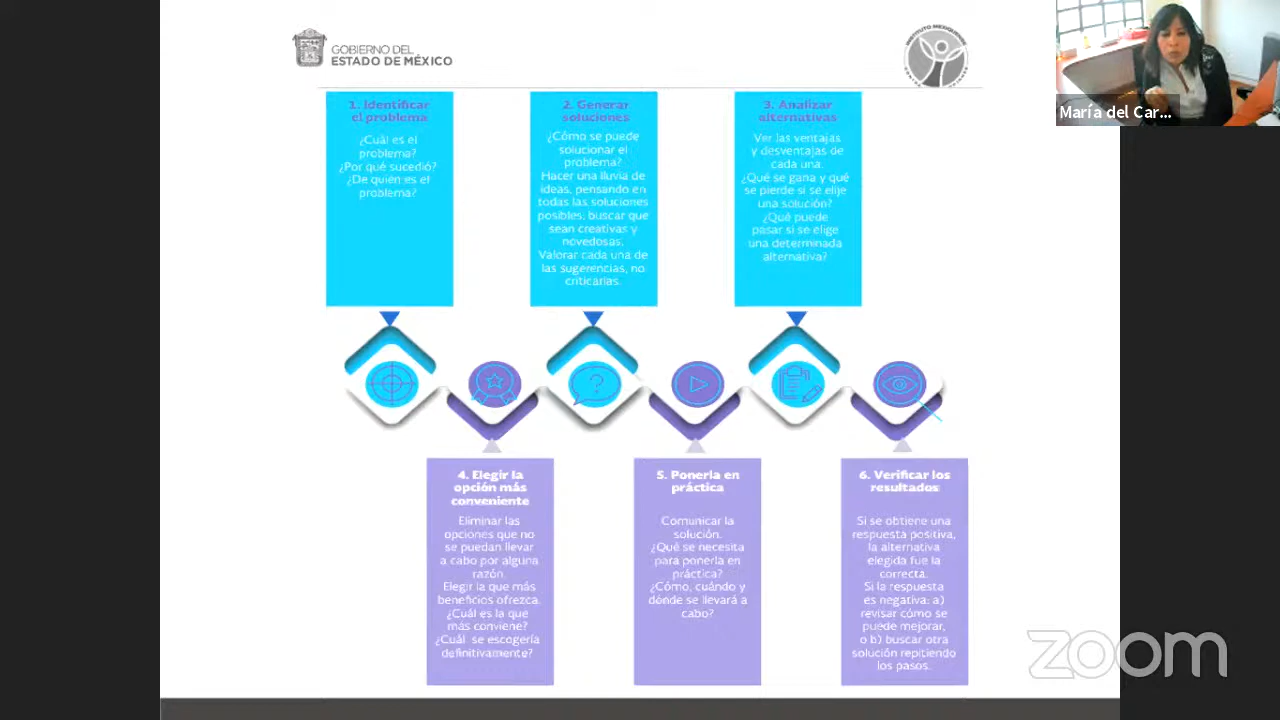 GOBIERNO DEL
ESTADO DE MÉXICO
INSTITUTO MEXIQUENSE
María del Car...
1. Identificar
el problema
¿Cuál es el
problema?
¿Por qué sucedió?
¿De quién es el
problema?
2. Generar
soluciones
¿Cómo se puede
solucionar el
problema?
Hacer una lluvia de
ideas, pensando en
todas las soluciones
posibles, buscar que
sean creativas y
novedosas.
Valorar cada una de
las sugerencias, no
criticarlas.
3. Analizar
alternativas
Ver las ventajas
y desventajas de
cada una.
¿Qué se gana y qué
se pierde si se elije
una solución?
¿Qué puede
pasar si se elige
una determinada
alternativa?
4. Elegir la
opción más
conveniente
Eliminar las
opciones que no
se puedan llevar
a cabo por alguna
razón.
Elegir la que más
beneficios ofrezca.
¿Cuál es la que
más conviene?
¿Cuál se escogería
definitivamente?
5. Ponerla en
práctica
Comunicar la
solución.
¿Qué se necesita
para ponerla en
práctica?
¿Cómo, cuándo y
dónde se llevará a
cabo?
6. Verificar los
resultados
Si se obtiene una
respuesta positiva,
la alternativa
elegida fue la
correcta.
Si la respuesta
es negativa: a)
revisar cómo se
puede mejorar,
o b) buscar otra
solución repitiendo
los pasos.
zoom